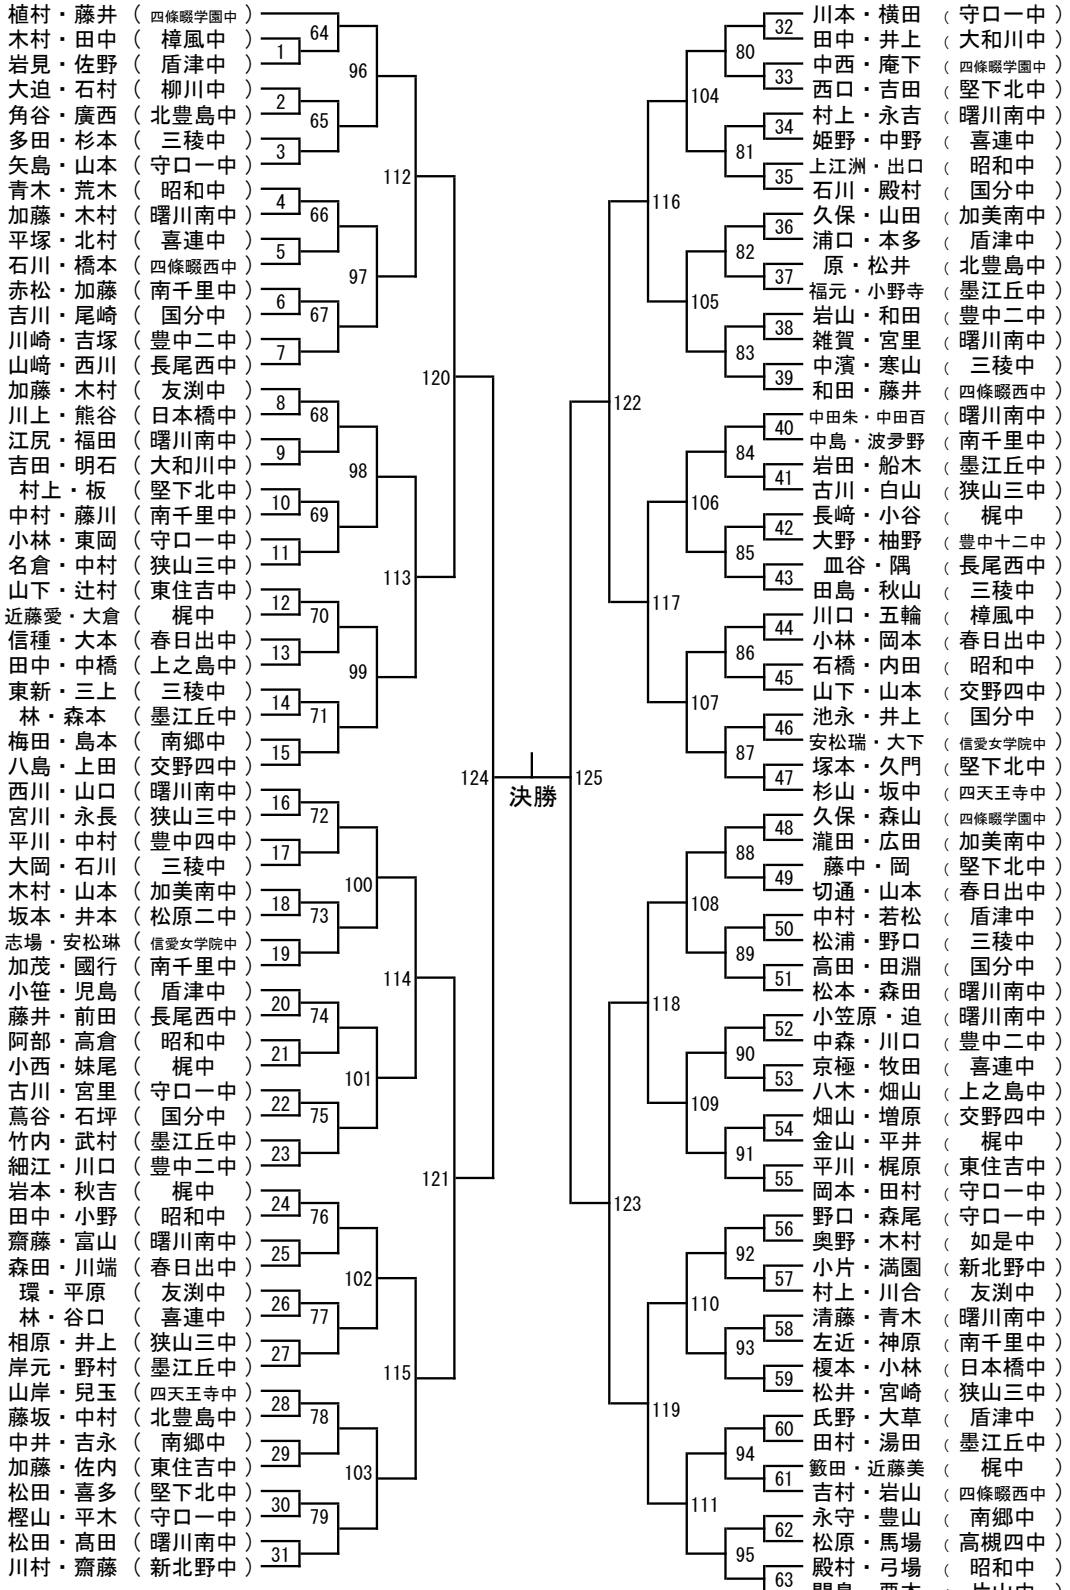 植村・藤井（四條畷学園中）
木村・田中（樟風中）
岩見・佐野（盾津中）
大迫・石村（柳川中）
角谷・廣西（北豊島中）
多田・杉本（三稜中）
矢島・山本（守口一中）
青木・荒木（昭和中）
加藤・木村（曙川南中）
平塚・北村（喜連中）
石川・橋本（四條畷西中）
赤松・加藤（南千里中）
吉川・尾崎（国分中）
川崎・吉塚（豊中二中）
山﨑・西川（長尾西中）
加藤・木村（友渕中）
川上・熊谷（日本橋中）
江尻・福田（曙川南中）
吉田・明石（大和川中）
村上・板（堅下北中）
中村・藤川（南千里中）
小林・東岡（守口一中）
名倉・中村（狭山三中）
山下・辻村（東住吉中）
近藤愛・大倉（梶中）
信種・大本（春日出中）
田中・中橋（上之島中）
東新・三上（三稜中）
林・森本（墨江丘中）
梅田・島本（南郷中）
八島・上田（交野四中）
西川・山口（曙川南中）
宮川・永長（狭山三中）
平川・中村（豊中四中）
大岡・石川（三稜中）
木村・山本（加美南中）
坂本・井本（松原二中）
志場・安松琳（信愛女学院中）
加茂・國行（南千里中）
小笹・児島（盾津中）
藤井・前田（長尾西中）
阿部・高倉（昭和中）
小西・妹尾（梶中）
古川・宮里（守口一中）
蔦谷・石坪（国分中）
竹内・武村（墨江丘中）
細江・川口（豊中二中）
岩本・秋吉（梶中）
田中・小野（昭和中）
齋藤・富山（曙川南中）
森田・川端（春日出中）
環・平原（友渕中）
林・谷口（喜連中）
相原・井上（狭山三中）
岸元・野村（墨江丘中）
山岸・兒玉（四天王寺中）
藤坂・中村（北豊島中）
中井・吉永（南郷中）
加藤・佐内（東住吉中）
松田・喜多（堅下北中）
樫山・平木（守口一中）
松田・髙田（曙川南中）
川村・齋藤（新北野中）
1
2
3
4
5
6
7
8
9
10
11
12
13
14
15
16
17
18
19
20
21
22
23
24
25
26
27
28
29
30
31
64
65
66
67
68
69
70
71
72
73
74
75
76
77
78
79
96
97
98
99
100
101
102
103
112
113
114
115
120
121
124
決勝
125
122
123
116
117
118
119
104
105
106
107
108
109
110
111
80
81
82
83
84
85
86
87
88
89
90
91
92
93
94
95
32
33
34
35
36
37
38
39
40
41
42
43
44
45
46
47
48
49
50
51
52
53
54
55
56
57
58
59
60
61
62
63
川本・横田（守口一中）
田中・井上（大和川中）
中西・庵下（四條畷学園中）
西口・吉田（堅下北中）
村上・永吉（曙川南中）
姫野・中野（喜連中）
上江洲・出口（昭和中）
石川・殿村（国分中）
久保・山田（加美南中）
浦口・本多（盾津中）
原・松井（北豊島中）
福元・小野寺（墨江丘中）
岩山・和田（豊中二中）
雑賀・宮里（曙川南中）
中濱・寒山（三稜中）
和田・藤井（四條畷西中）
中田朱・中田百（曙川南中）
中島・波夛野（南千里中）
岩田・船木（墨江丘中）
古川・白山（狭山三中）
長﨑・小谷（梶中）
大野・柚野（豊中十二中）
皿谷・隅（長尾西中）
田島・秋山（三稜中）
川口・五輪（樟風中）
小林・岡本（春日出中）
石橋・内田（昭和中）
山下・山本（交野四中）
池永・井上（国分中）
安松瑞・大下（信愛女学院中）
塚本・久門（堅下北中）
杉山・坂中（四天王寺中）
久保・森山（四條畷学園中）
瀧田・広田（加美南中）
藤中・岡（堅下北中）
切通・山本（春日出中）
中村・若松（盾津中）
松浦・野口（三稜中）
高田・田淵（国分中）
松本・森田（曙川南中）
小笠原・迫（曙川南中）
中森・川口（豊中二中）
京極・牧田（喜連中）
八木・畑山（上之島中）
畑山・増原（交野四中）
金山・平井（梶中）
平川・梶原（東住吉中）
岡本・田村（守口一中）
野口・森尾（守口一中）
奥野・木村（如是中）
小片・満園（新北野中）
村上・川合（友渕中）
清藤・青木（曙川南中）
左近・神原（南千里中）
榎本・小林（日本橋中）
松井・宮崎（狭山三中）
氏野・大草（盾津中）
田村・湯田（墨江丘中）
籔田・近藤美（梶中）
吉村・岩山（四條畷西中）
永守・豊山（南郷中）
松原・馬場（高槻四中）
殿村・弓場（昭和中）